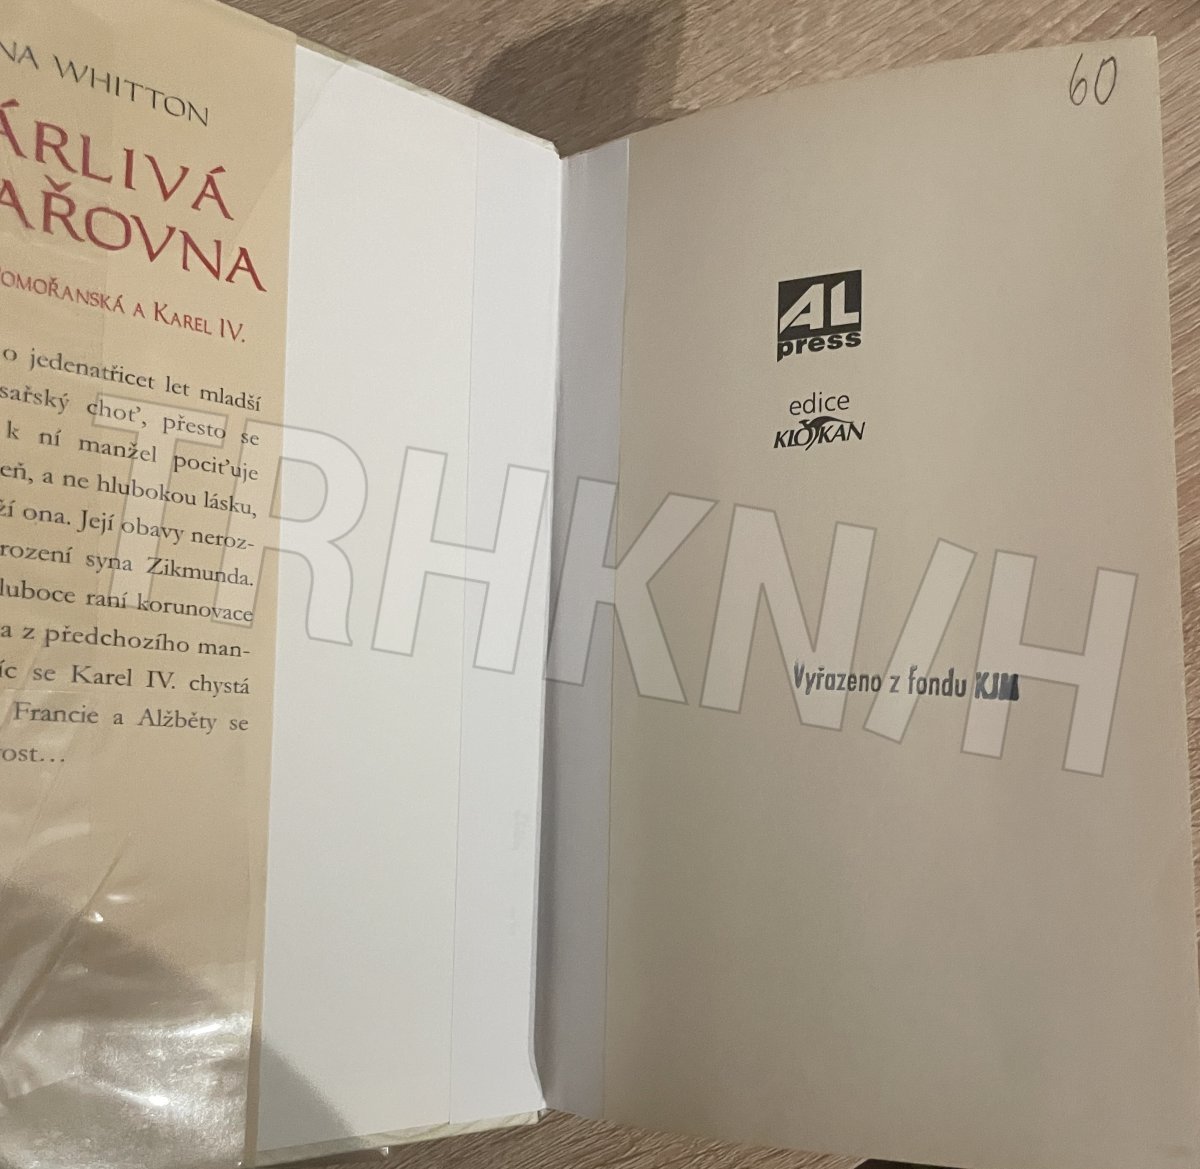 NA WHITTON
ÁRLIVÁ
AŘOVNA
OMOŘANSKÁ A KAREL IV.
o jedenatřicet let mladší
sařský choť, přesto se
k ní manžel pociťuje
eň, a ne hlubokou lásku,
ží ona. Její obavy neroz-
rození syna Zikmunda.
luboce raní korunovace
a z předchozího man-
íc se Karel IV. chystá
Francie a Alžběty se
rost...
60
AL
press
edice
KLOKAN
Vyřazeno z fondu KJM
TRHKN/H